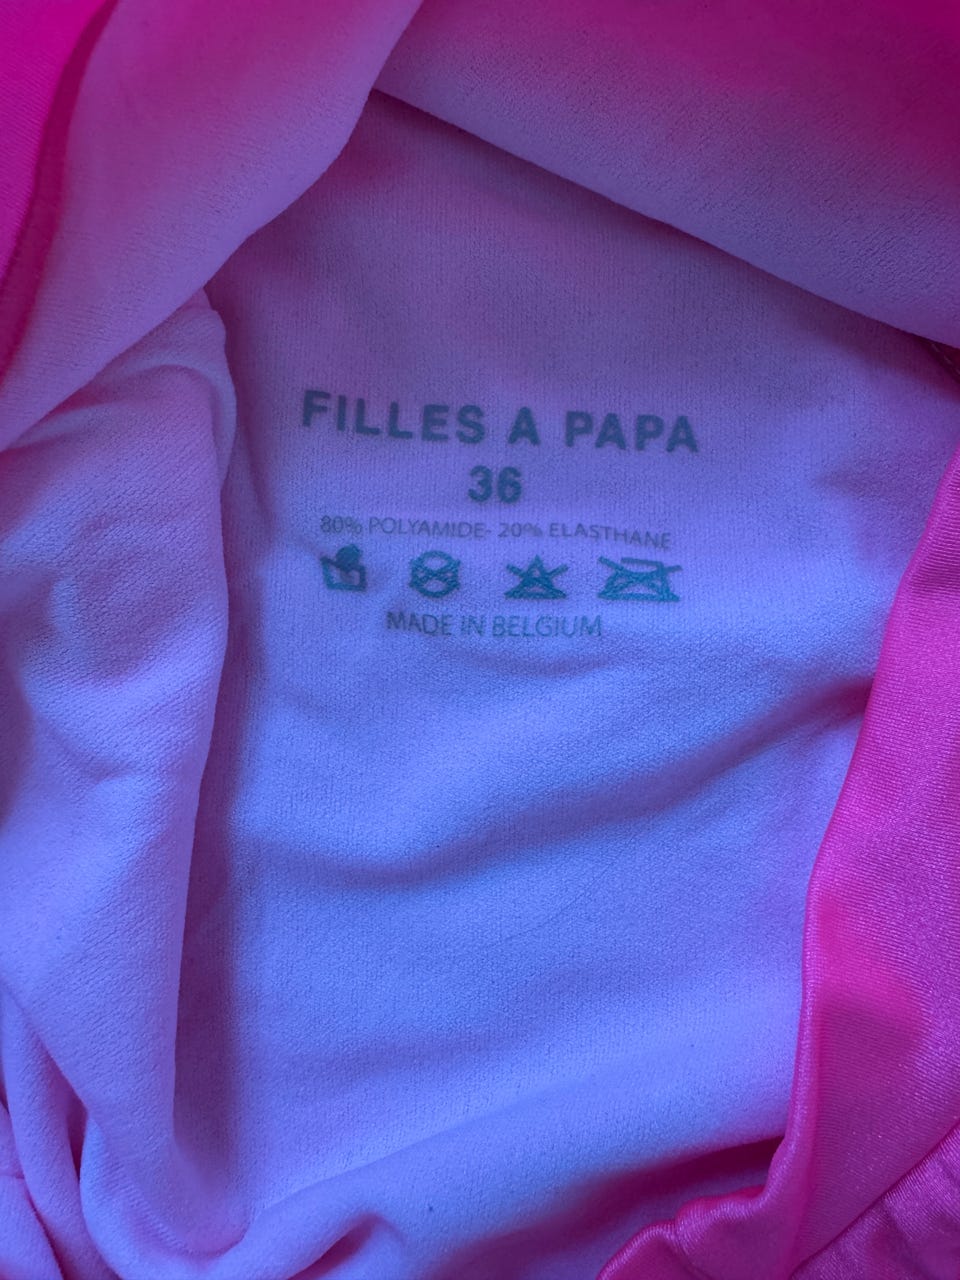 FILLES A PAPA
36
80% POLYAMIDE- 20% ELASTHANE
MADE IN BELGIUM